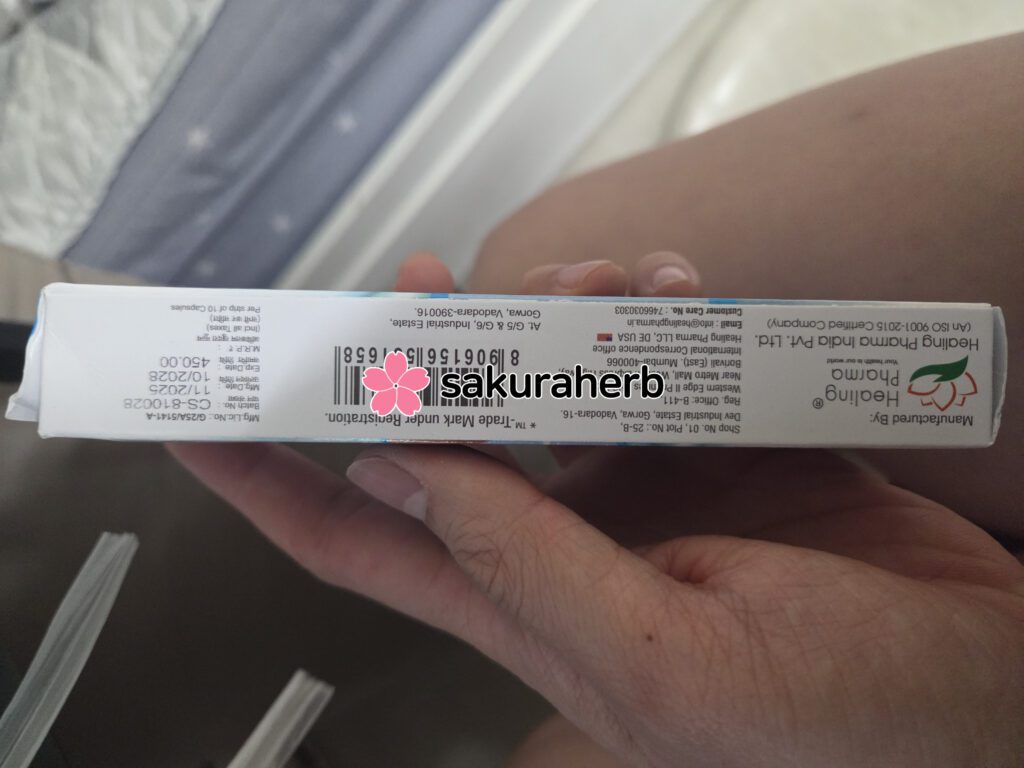 Manufactured By:
Healing®
Pharma
Your health is our world
Healing Pharma India Pvt. Ltd.
(An ISO 9001-2015 Certified Company)
Shop No. 01, Plot No.: 25-B,
Dev Industrial Estate, Gorwa, Vadodara-16.
Reg. Office: R-411,
Western Edge II
Near Metro Mall, W
Borivali (East), Mumbai-400066
International Correspondence office
Healing Pharma, LLC, DE USA
Email : info@healingpharma.in
Customer Care No.: 7466030303
* ™-Trade Mark under Registration.
8 906156
At. G/5 & G/6, Industrial Estate,
Gorwa, Vadodara-390016.
Mfg.Lic.No. : G/25A/5141-A
Batch No. : CS-810028
Mfg.Date : 11/2028
Exp.Date : 10/2028
M.R.P.₹ : 450.00
(Incl all Taxes)
Per strip of 10 Capsules
sakuraherb